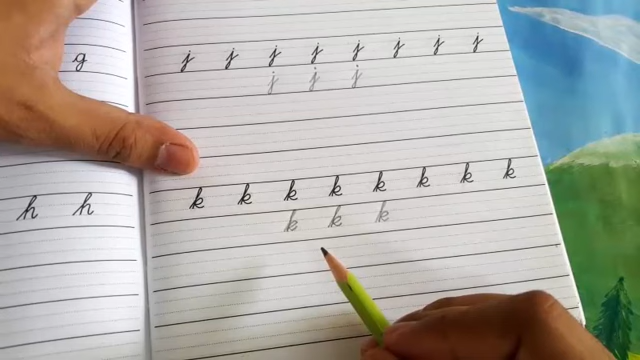 g
j j j j j j j j
j j j
h h
k k k k k k k k
k k k